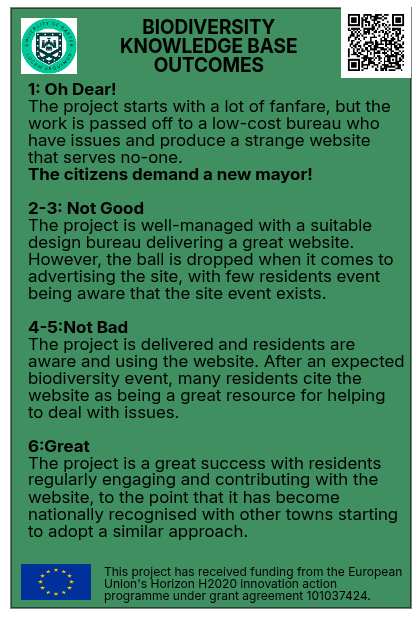 BIODIVERSITY
KNOWLEDGE BASE
OUTCOMES
1: Oh Dear!
The project starts with a lot of fanfare, but the
work is passed off to a low-cost bureau who
have issues and produce a strange website
that serves no-one.
The citizens demand a new mayor!
2-3: Not Good
The project is well-managed with a suitable
design bureau delivering a great website.
However, the ball is dropped when it comes to
advertising the site, with few residents event
being aware that the site event exists.
4-5:Not Bad
The project is delivered and residents are
aware and using the website. After an expected
biodiversity event, many residents cite the
website as being a great resource for helping
to deal with issues.
6:Great
The project is a great success with residents
regularly engaging and contributing with the
website, to the point that it has become
nationally recognised with other towns starting
to adopt a similar approach.
This project has received funding from the European
Union's Horizon H2020 innovation action
programme under grant agreement 101037424.